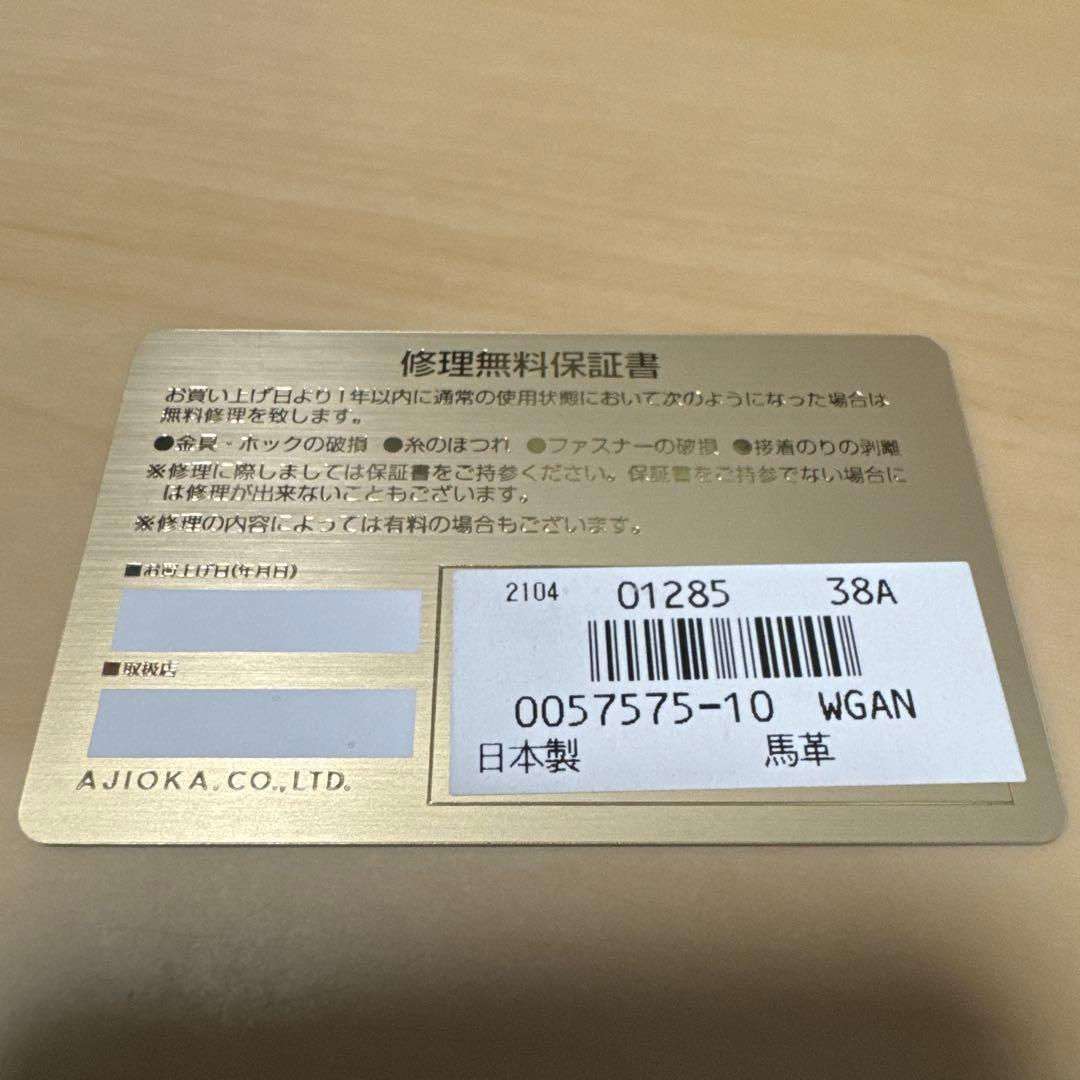 修理無料保証書
お買い上げ日より1年以内に通常の使用状態において次のようになった場合は
無料修理を致します。
●金具・ホックの破損 ●糸のほつれ ●ファスナーの破損 ●接着のりの剥離
※修理に際しましては保証書をご持参ください。保証書をご持参でない場合に
は修理が出来ないこともございます。
※修理の内容によっては有料の場合もございます。
■お買上げ日(年月日)
■取扱店
AJIOKA.CO.,LTD.
2104 01285 38A
0057575-10 WGAN
日本製 馬革